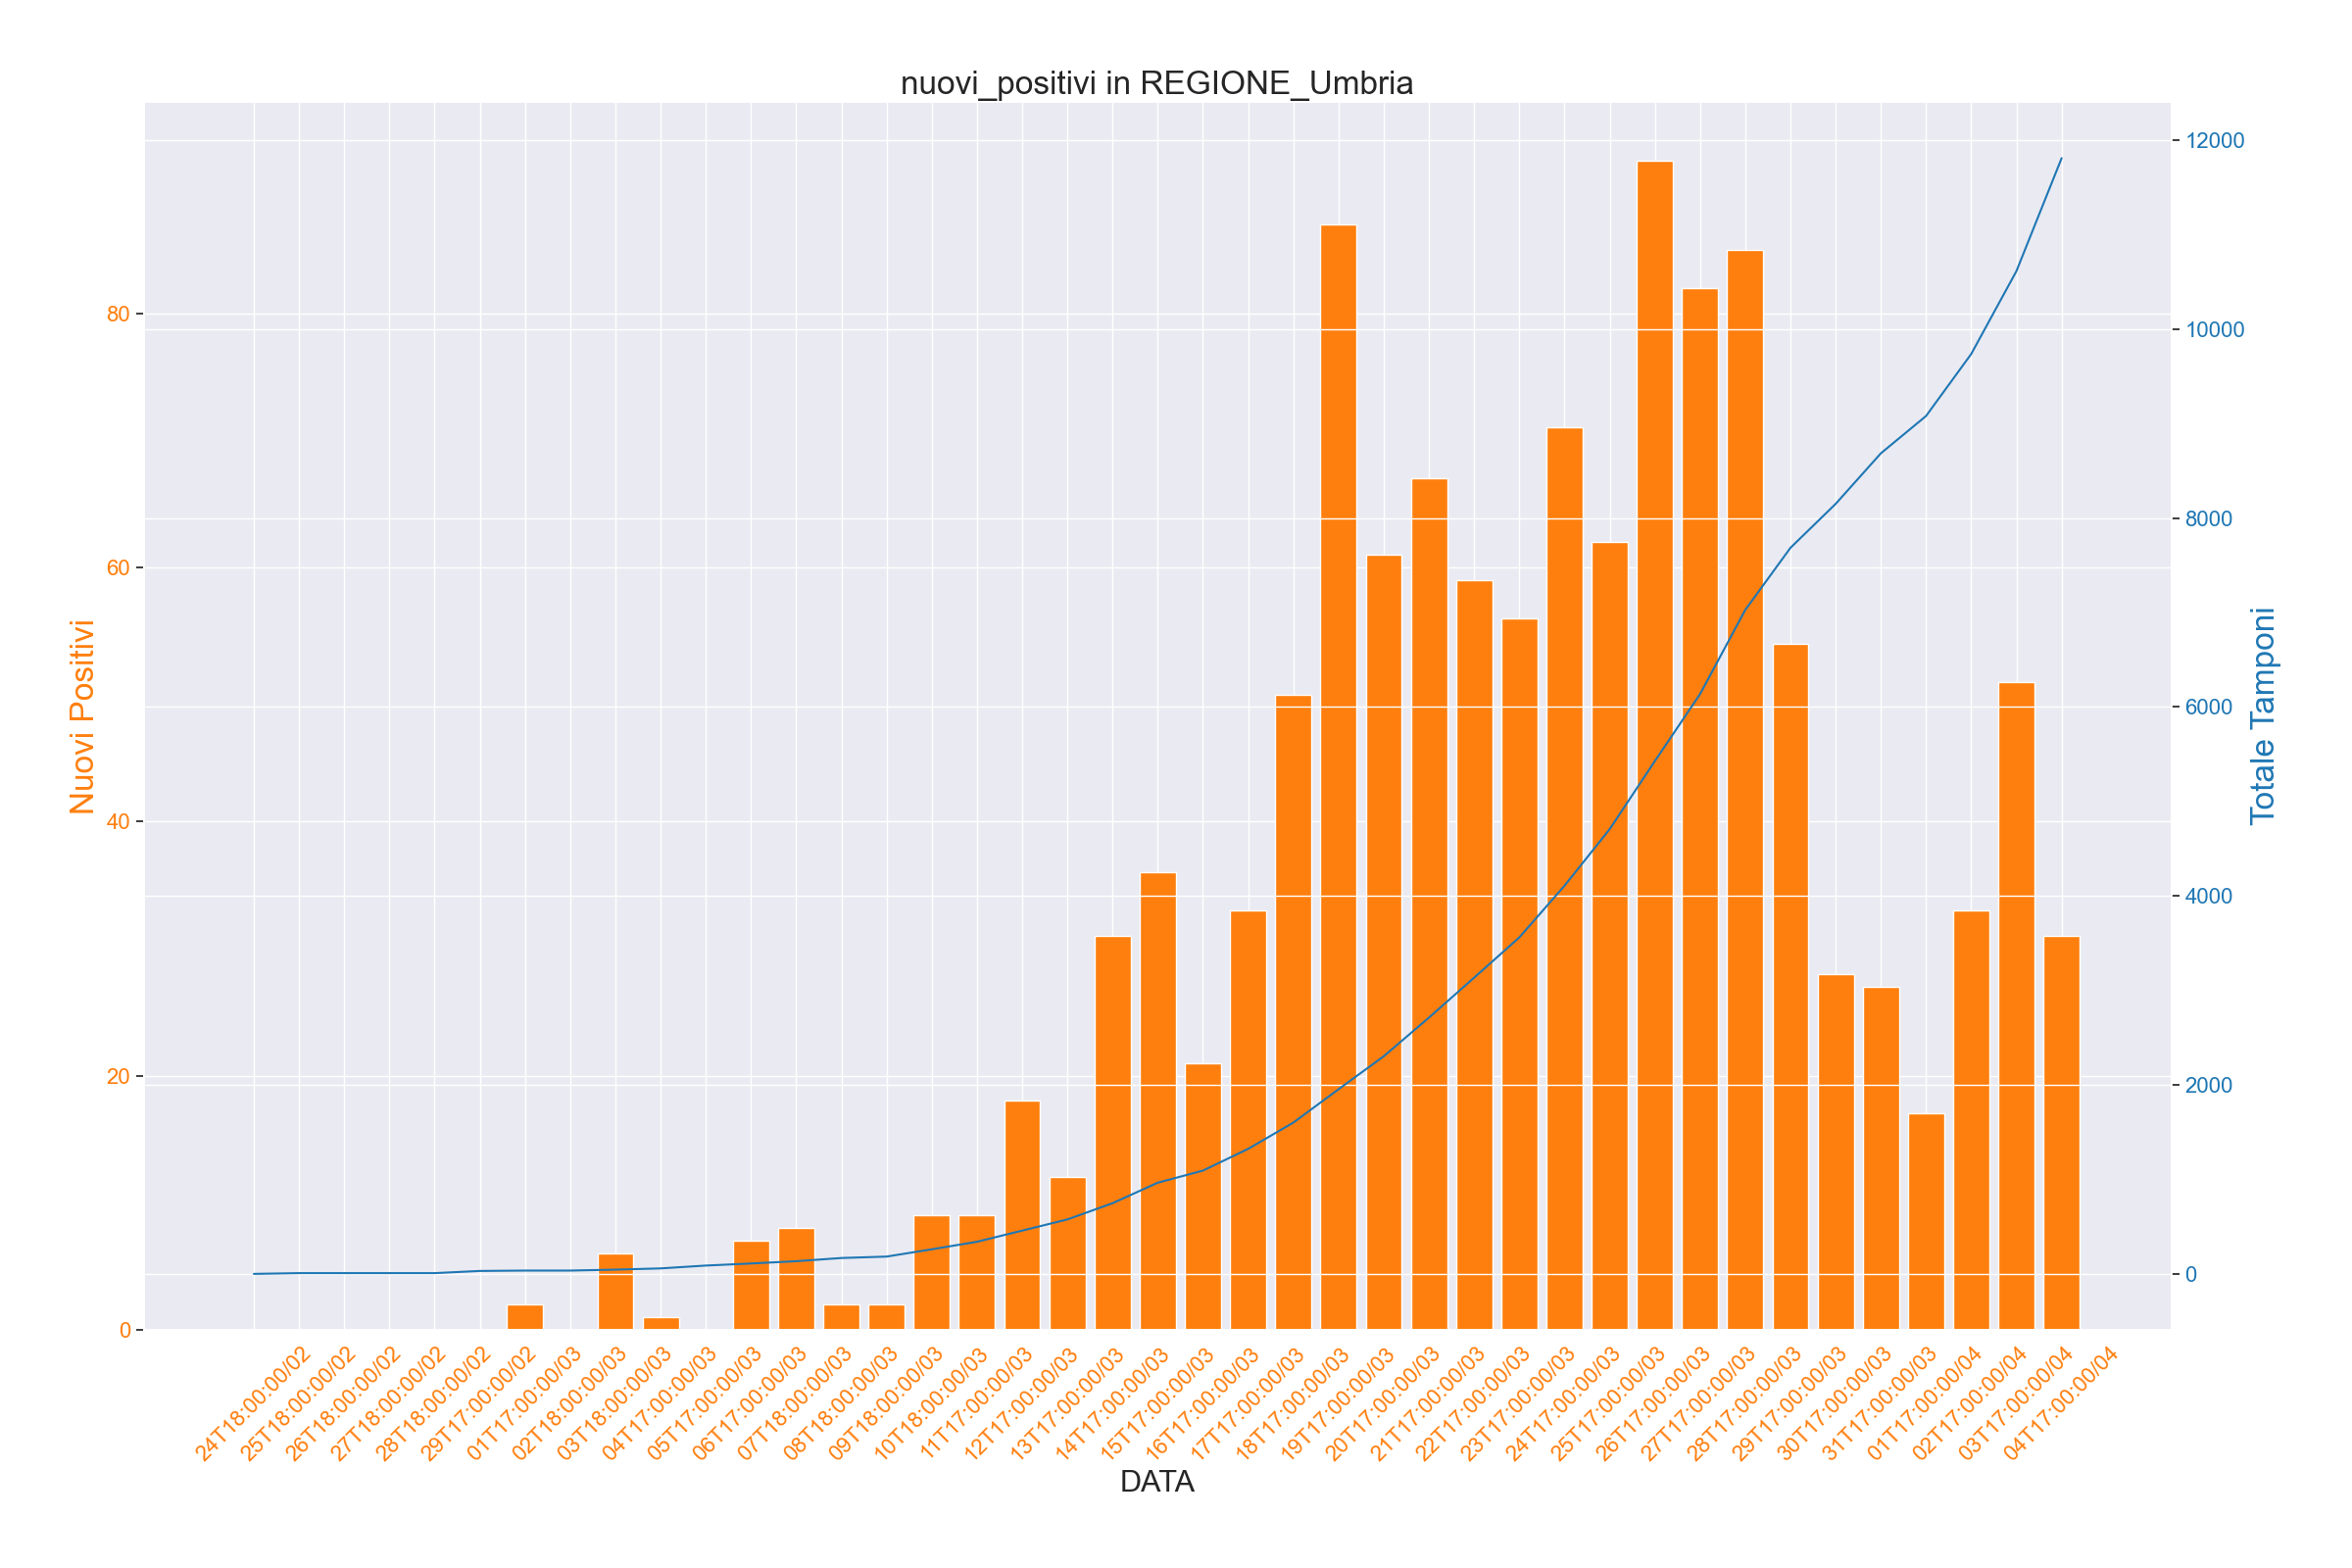 nuovi_positivi in REGIONE_Umbria
80
60
40
20
0
Nuovi Positivi
12000
10000
8000
6000
4000
2000
0
Totale Tamponi
24T18:00:00/02
25T18:00:00/02
26T18:00:00/02
27T18:00:00/02
28T18:00:00/02
29T17:00:00/02
01T17:00:00/03
02T18:00:00/03
03T18:00:00/03
04T17:00:00/03
05T17:00:00/03
06T17:00:00/03
07T18:00:00/03
08T18:00:00/03
09T18:00:00/03
10T18:00:00/03
11T17:00:00/03
12T17:00:00/03
13T17:00:00/03
14T17:00:00/03
15T17:00:00/03
16T17:00:00/03
17T17:00:00/03
18T17:00:00/03
19T17:00:00/03
20T17:00:00/03
21T17:00:00/03
22T17:00:00/03
23T17:00:00/03
24T17:00:00/03
25T17:00:00/03
26T17:00:00/03
27T17:00:00/03
28T17:00:00/03
29T17:00:00/03
30T17:00:00/03
31T17:00:00/03
01T17:00:00/04
02T17:00:00/04
03T17:00:00/04
04T17:00:00/04
DATA